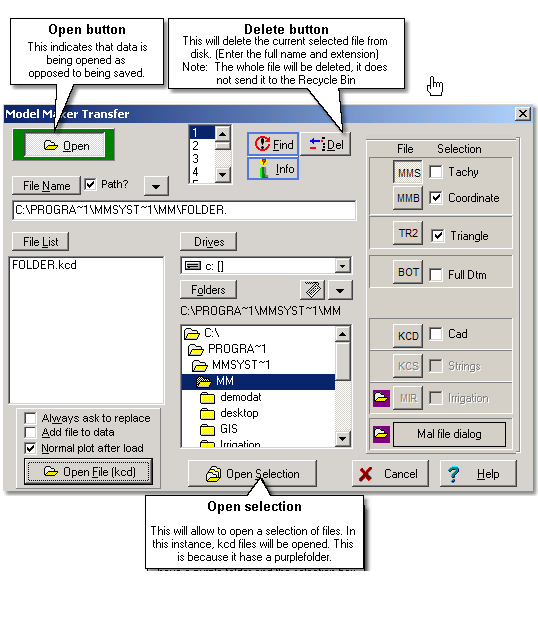 Open button
This indicates that data is
being opened as
opposed to being saved.
Delete button
This will delete the current selected file from
disk. (Enter the full name and extension)
Note: The whole file will be deleted, it does
not send it to the Recycle Bin
Model Maker Transfer
Open
1
2
3
4
Find
Del
Info
File Name
Path?
C:\PROGRA~1\MMSYST~1\MM\FOLDER.
File List
FOLDER.kcd
Drives
c: []
Folders
C:\PROGRA~1\MMSYST~1\MM
C:\
PROGRA~1
MMSYST~1
MM
demodat
desktop
GIS
Irrigation
File Selection
MMS Tachy
MMB Coordinate
TR2 Triangle
BOT Full Dtm
KCD Cad
KCS Strings
MIR Irrigation
Mal file dialog
Always ask to replace
Add file to data
Normal plot after load
Open File (kcd)
Open Selection
Cancel
Help
Open selection
This will allow to open a selection of files. In
this instance, kcd files will be opened. This
is because it hase a purplefolder.